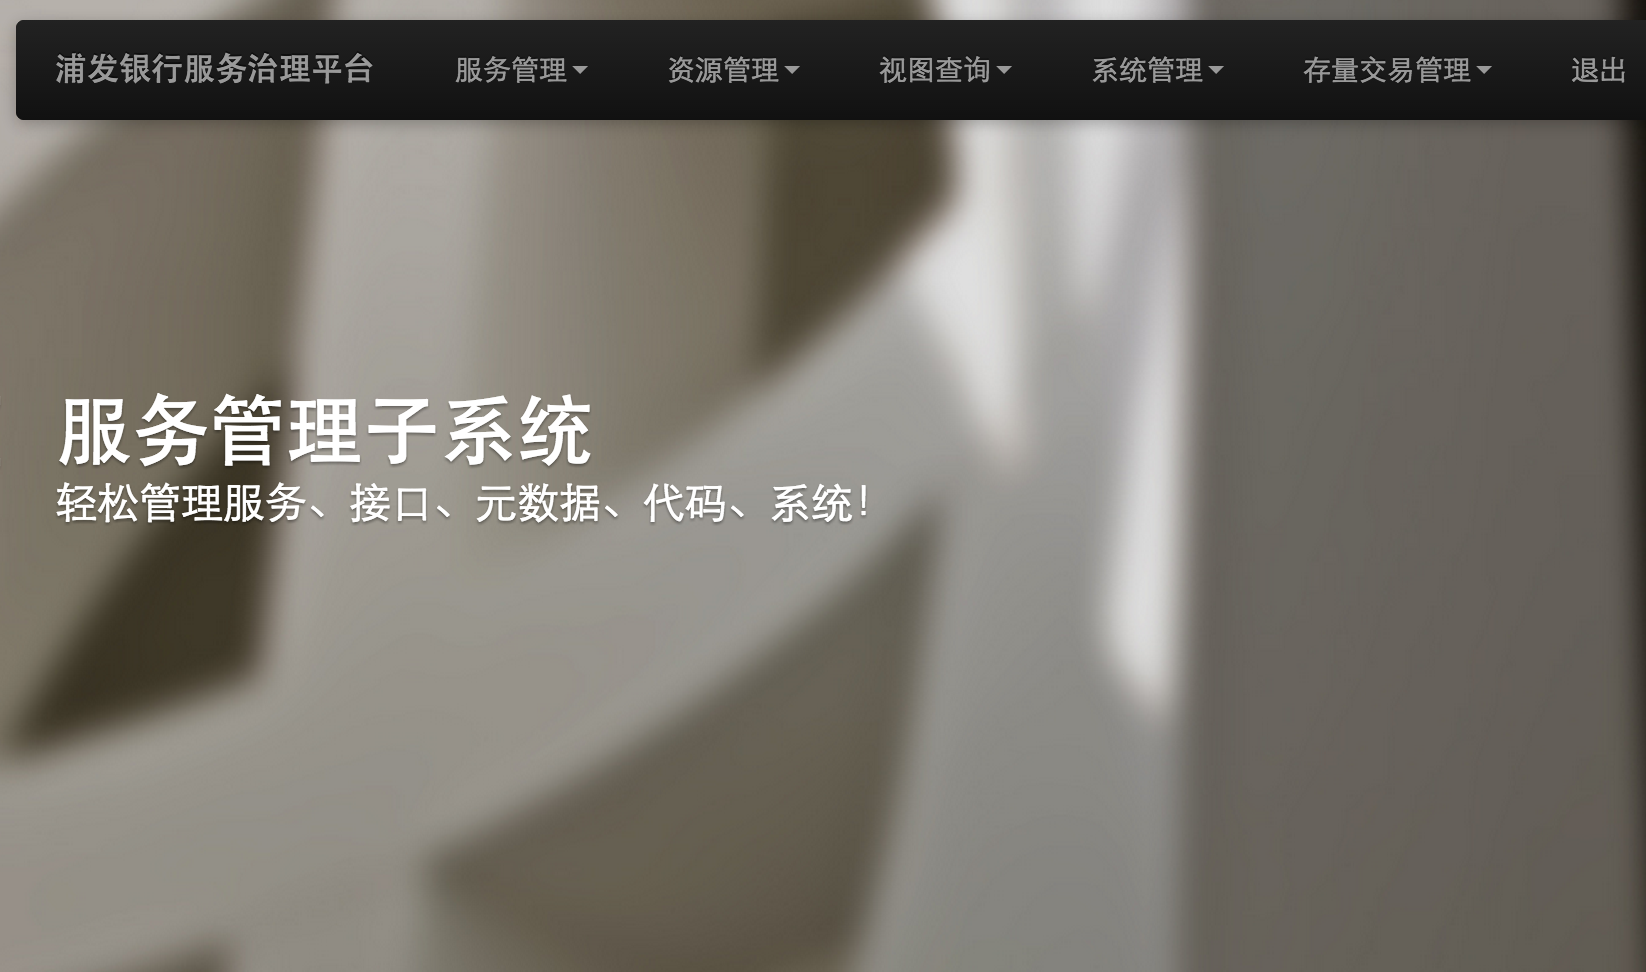 浦发银行服务治理平台 服务管理 资源管理 视图查询 系统管理 存量交易管理 退出
服务管理子系统
轻松管理服务、接口、元数据、代码、系统！